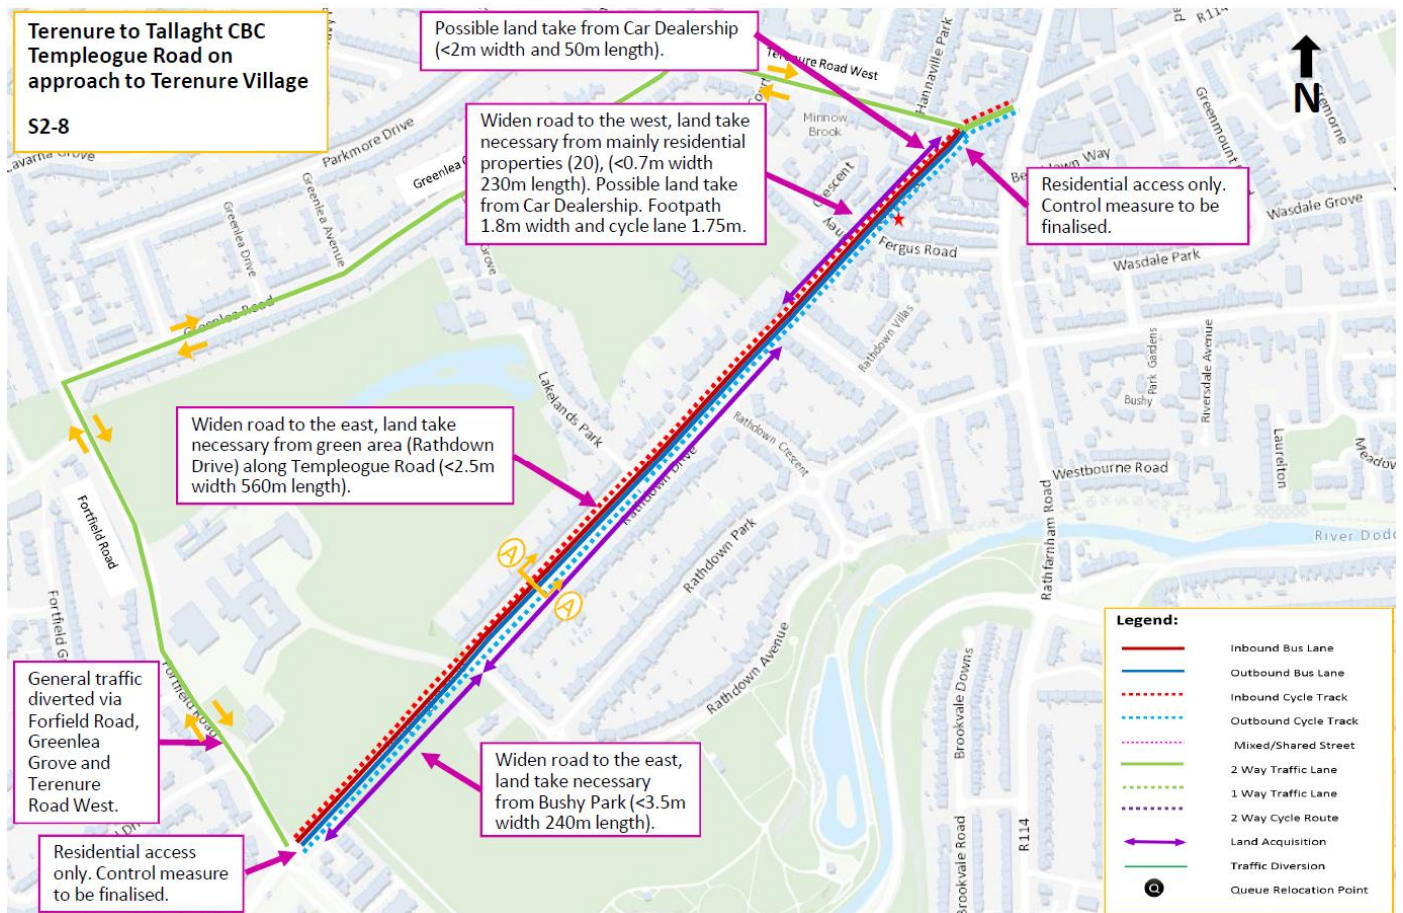 Terenure to Tallaght CBC
Templeogue Road on
approach to Terenure Village
S2-8
Possible land take from Car Dealership
(<2m width and 50m length).
Terenure Road West
Hannaville Park
R114
N
Widen road to the west, land take
necessary from mainly residential
properties (20), (<0.7m width
230m length). Possible land take
from Car Dealership. Footpath
1.8m width and cycle lane 1.75m.
Minnow
Brook
Court
Crescent
Residential access only.
Control measure to be
finalised.
Wasdale Grove
Wasdale Park
Fergus Road
Parkmore Drive
Greenlea Avenue
Greenlea Drive
Greenlea Road
Grove
Rathdown Villas
Park Gardens
Bushy
Riversdale Avenue
Laurelton
Westbourne Road
Lakelands Park
Rathdown Crescent
Rathdown Drive
Rathdown Park
Rathdown Avenue
Rathfarnham Road
Widen road to the east, land take
necessary from green area (Rathdown
Drive) along Templeogue Road (<2.5m
width 560m length).
A
A
Fortfield Road
Fortfield Road
General traffic
diverted via
Forfield Road,
Greenlea
Grove and
Terenure
Road West.
Widen road to the east,
land take necessary
from Bushy Park (<3.5m
width 240m length).
Residential access
only. Control measure
to be finalised.
Brookvale Downs
Brookvale Road
R114
Legend:
Inbound Bus Lane
Outbound Bus Lane
Inbound Cycle Track
Outbound Cycle Track
Mixed/Shared Street
2 Way Traffic Lane
1 Way Traffic Lane
2 Way Cycle Route
Land Acquisition
Traffic Diversion
Q Queue Relocation Point